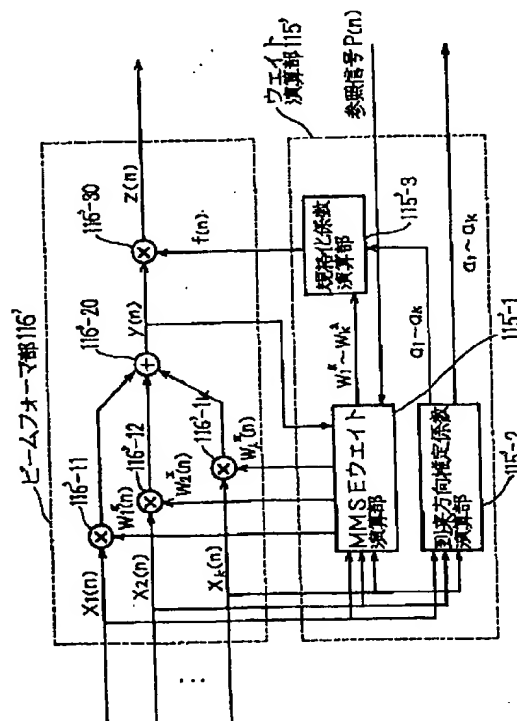 ビームフォーマ部116'
X1(n)
116'-11
W1*(n)
X2(n)
116'-12
W2*(n)
Xk(n)
116'-1k
Wk*(n)
116'-20
y(n)
116'-30
z(n)
f(n)
ウェイト
演算部115'
参照信号P(n)
MMSEウェイト
演算部
115'-1
到来方向推定係数
演算部
115'-2
W1*~Wk*
a1~ak
規格化係数
演算部
115'-3
a1~ak